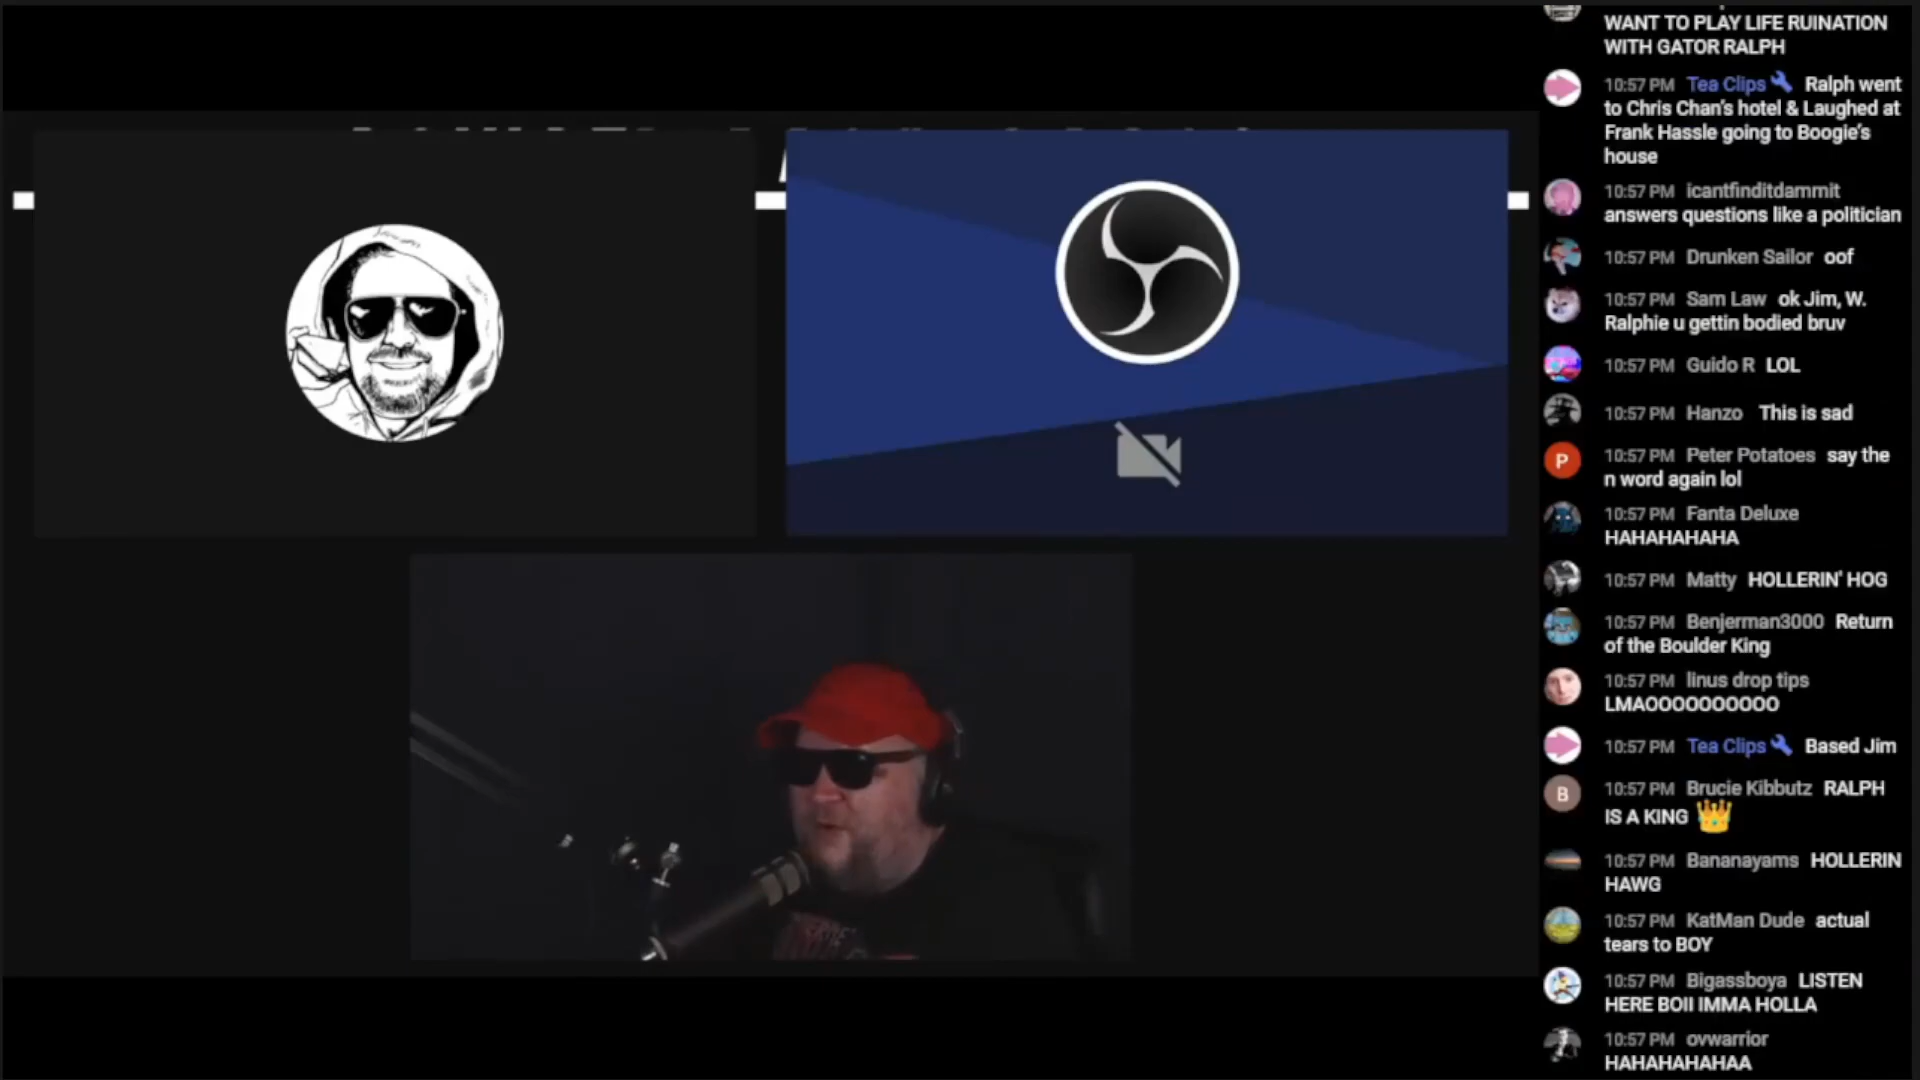 WANT TO PLAY LIFE RUINATION
WITH GATOR RALPH
10:57 PM Tea Clips Ralph went
to Chris Chan's hotel & Laughed at
Frank Hassle going to Boogie's
house
10:57 PM icantfinditdammit
answers questions like a politician
10:57 PM Drunken Sailor oof
10:57 PM Sam Law ok Jim, W.
Ralphie u gettin bodied bruv
10:57 PM Guido R LOL
10:57 PM Hanzo This is sad
P
10:57 PM Peter Potatoes say the
n word again lol
10:57 PM Fanta Deluxe
HAHAHAHAHA
10:57 PM Matty HOLLERIN' HOG
10:57 PM Benjerman3000 Return
of the Boulder King
10:57 PM linus drop tips
LMAOOOOOOOOOO
10:57 PM Tea Clips Based Jim
B
10:57 PM Brucie Kibbutz RALPH
IS A KING 👑
10:57 PM Bananayams HOLLERIN
HAWG
10:57 PM KatMan Dude actual
tears to BOY
10:57 PM Bigassboya LISTEN
HERE BOII IMMA HOLLA
10:57 PM ovwarrior
HAHAHAHAHAA